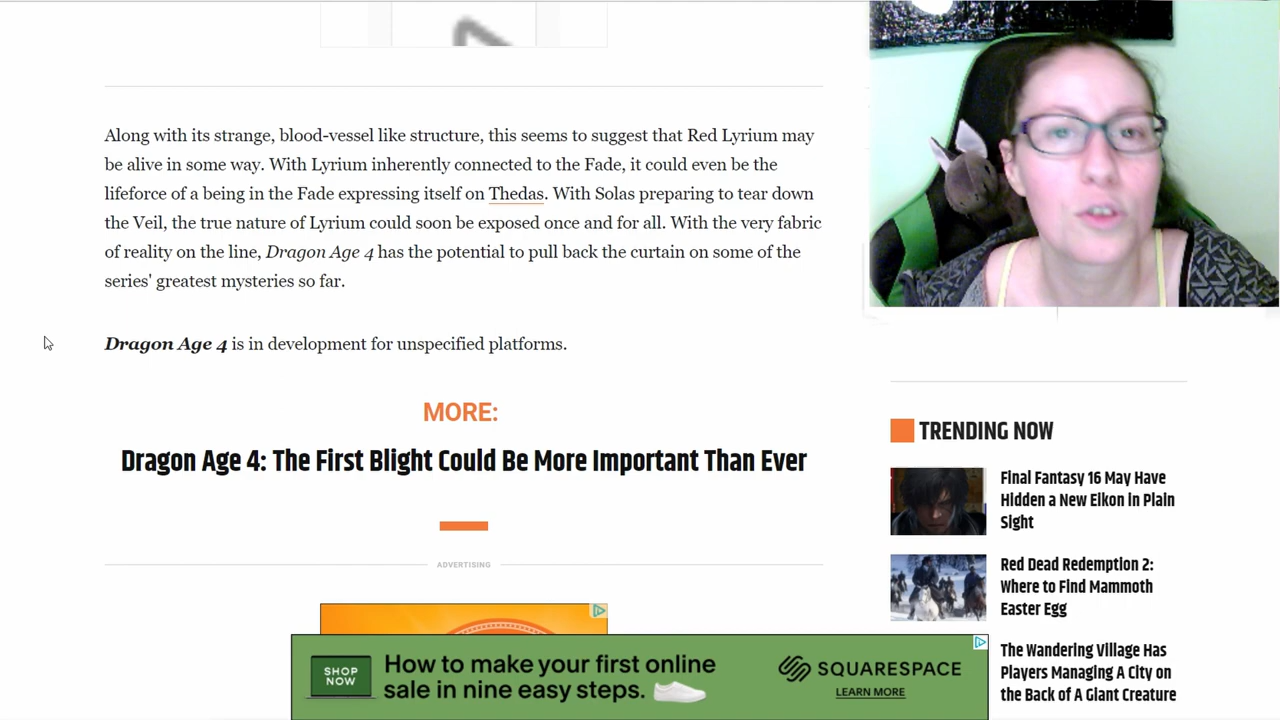 Along with its strange, blood-vessel like structure, this seems to suggest that Red Lyrium may
be alive in some way. With Lyrium inherently connected to the Fade, it could even be the
lifeforce of a being in the Fade expressing itself on Thedas. With Solas preparing to tear down
the Veil, the true nature of Lyrium could soon be exposed once and for all. With the very fabric
of reality on the line, Dragon Age 4 has the potential to pull back the curtain on some of the
series' greatest mysteries so far.
Dragon Age 4 is in development for unspecified platforms.
MORE:
Dragon Age 4: The First Blight Could Be More Important Than Ever
ADVERTISING
TRENDING NOW
Final Fantasy 16 May Have
Hidden a New Eikon in Plain
Sight
Red Dead Redemption 2:
Where to Find Mammoth
Easter Egg
The Wandering Village Has
Players Managing A City on
the Back of A Giant Creature
SHOP
NOW
How to make your first online
sale in nine easy steps.
SQUARESPACE
LEARN MORE